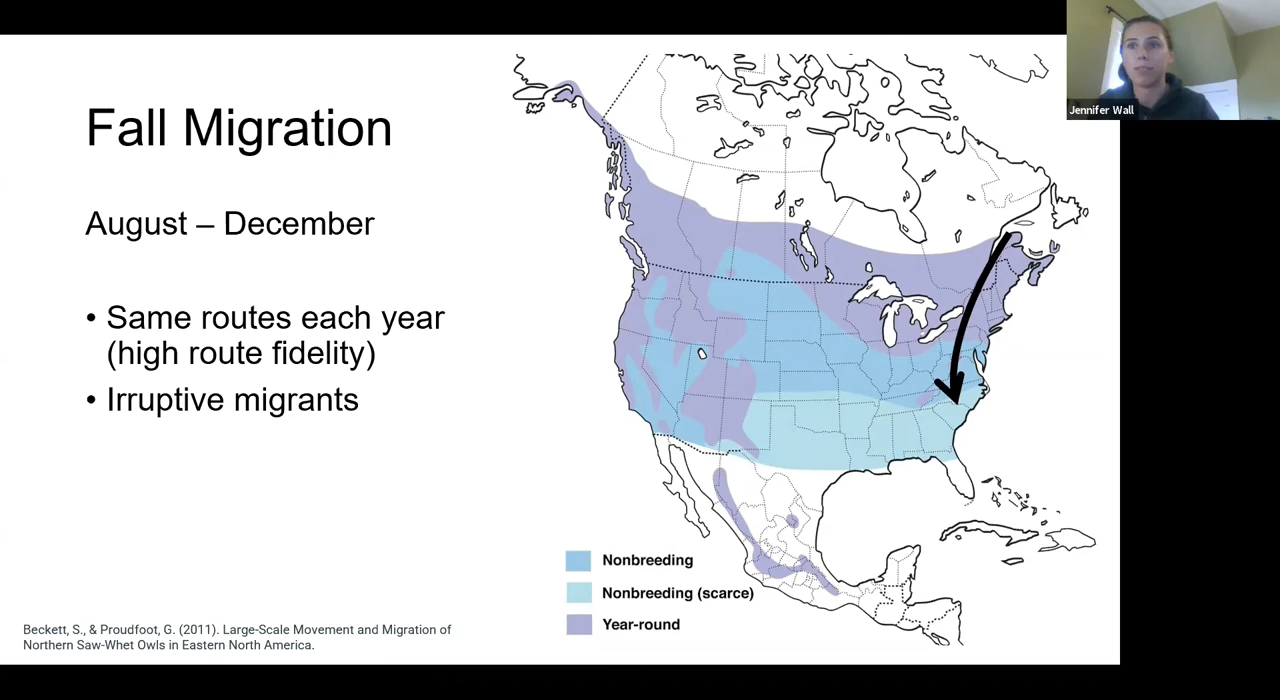 Fall Migration
August – December
• Same routes each year
(high route fidelity)
• Irruptive migrants
Jennifer Wall
Nonbreeding
Nonbreeding (scarce)
Year-round
Beckett, S., & Proudfoot, G. (2011). Large-Scale Movement and Migration of
Northern Saw-Whet Owls in Eastern North America.